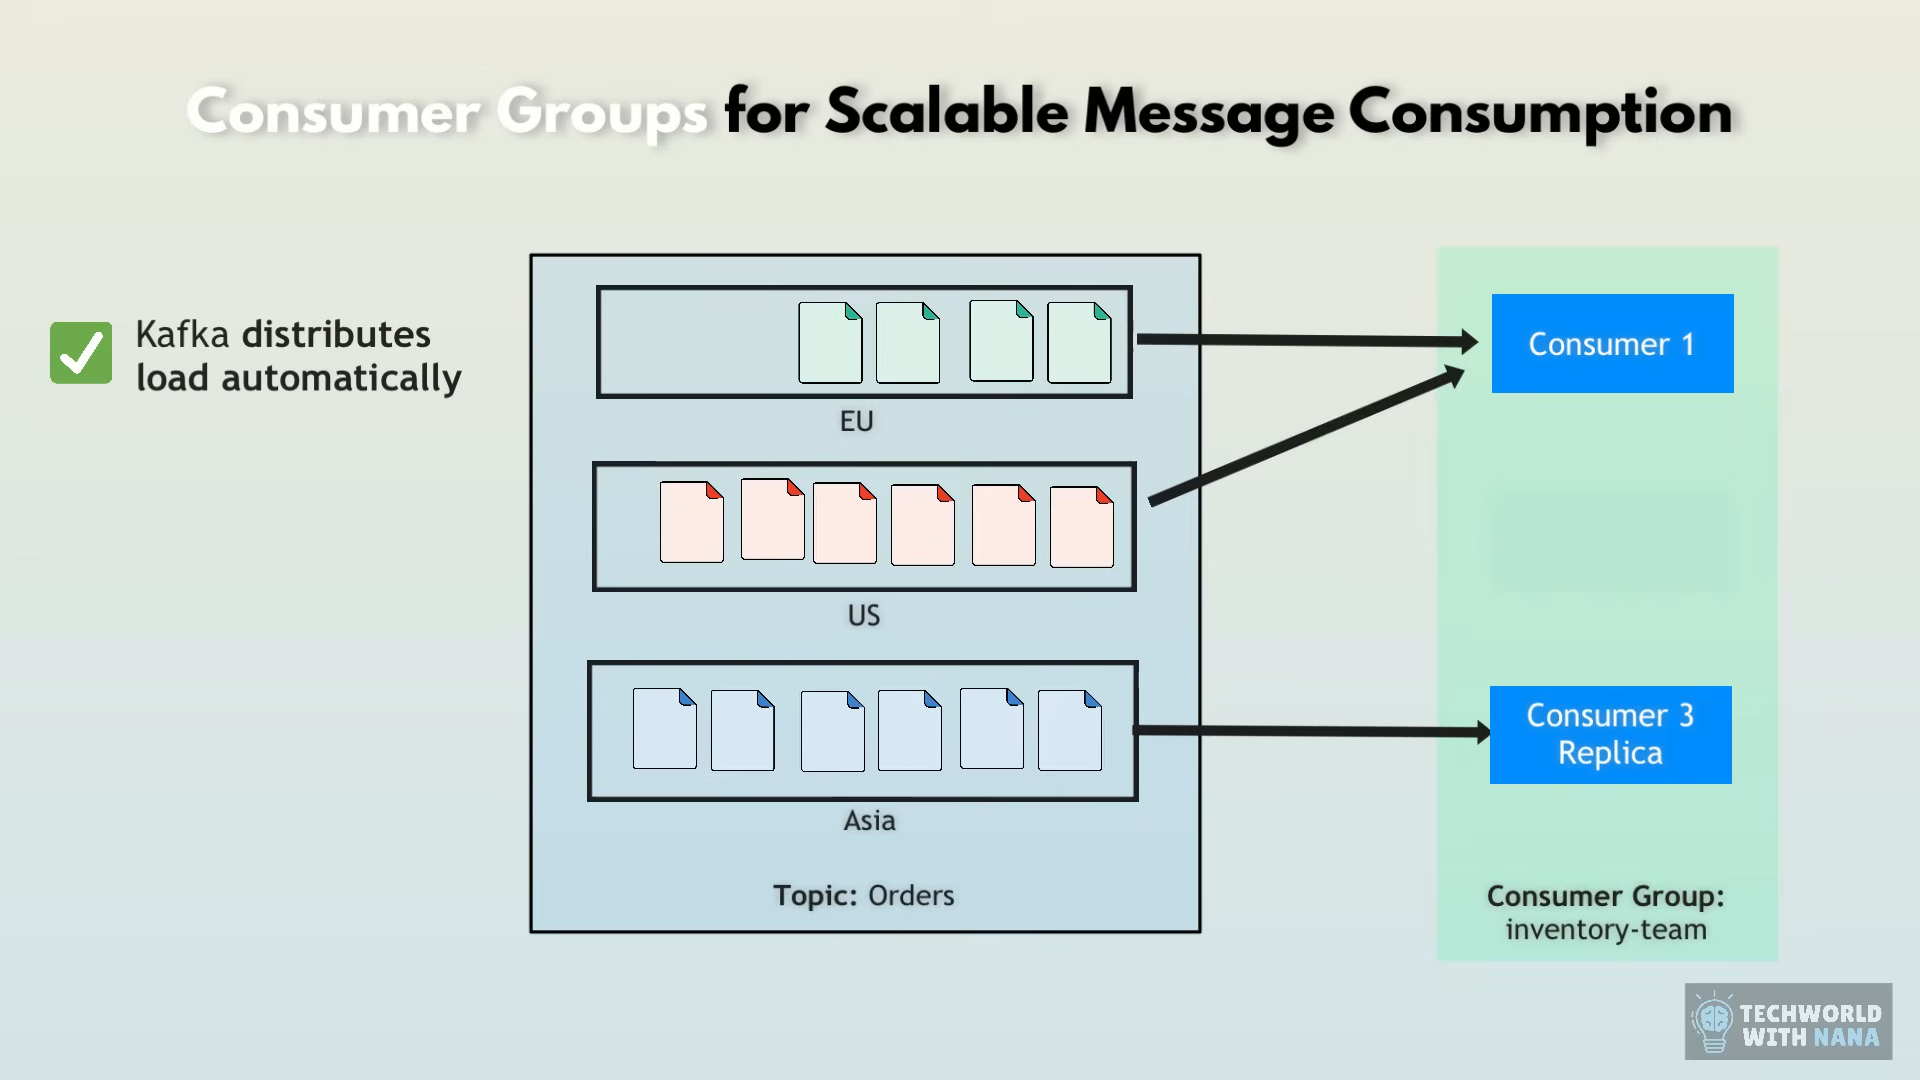 Consumer Groups for Scalable Message Consumption
Kafka distributes
load automatically
EU
US
Asia
Topic: Orders
Consumer 1
Consumer 3
Replica
Consumer Group:
inventory-team
TECHWORLD
WITH NANA